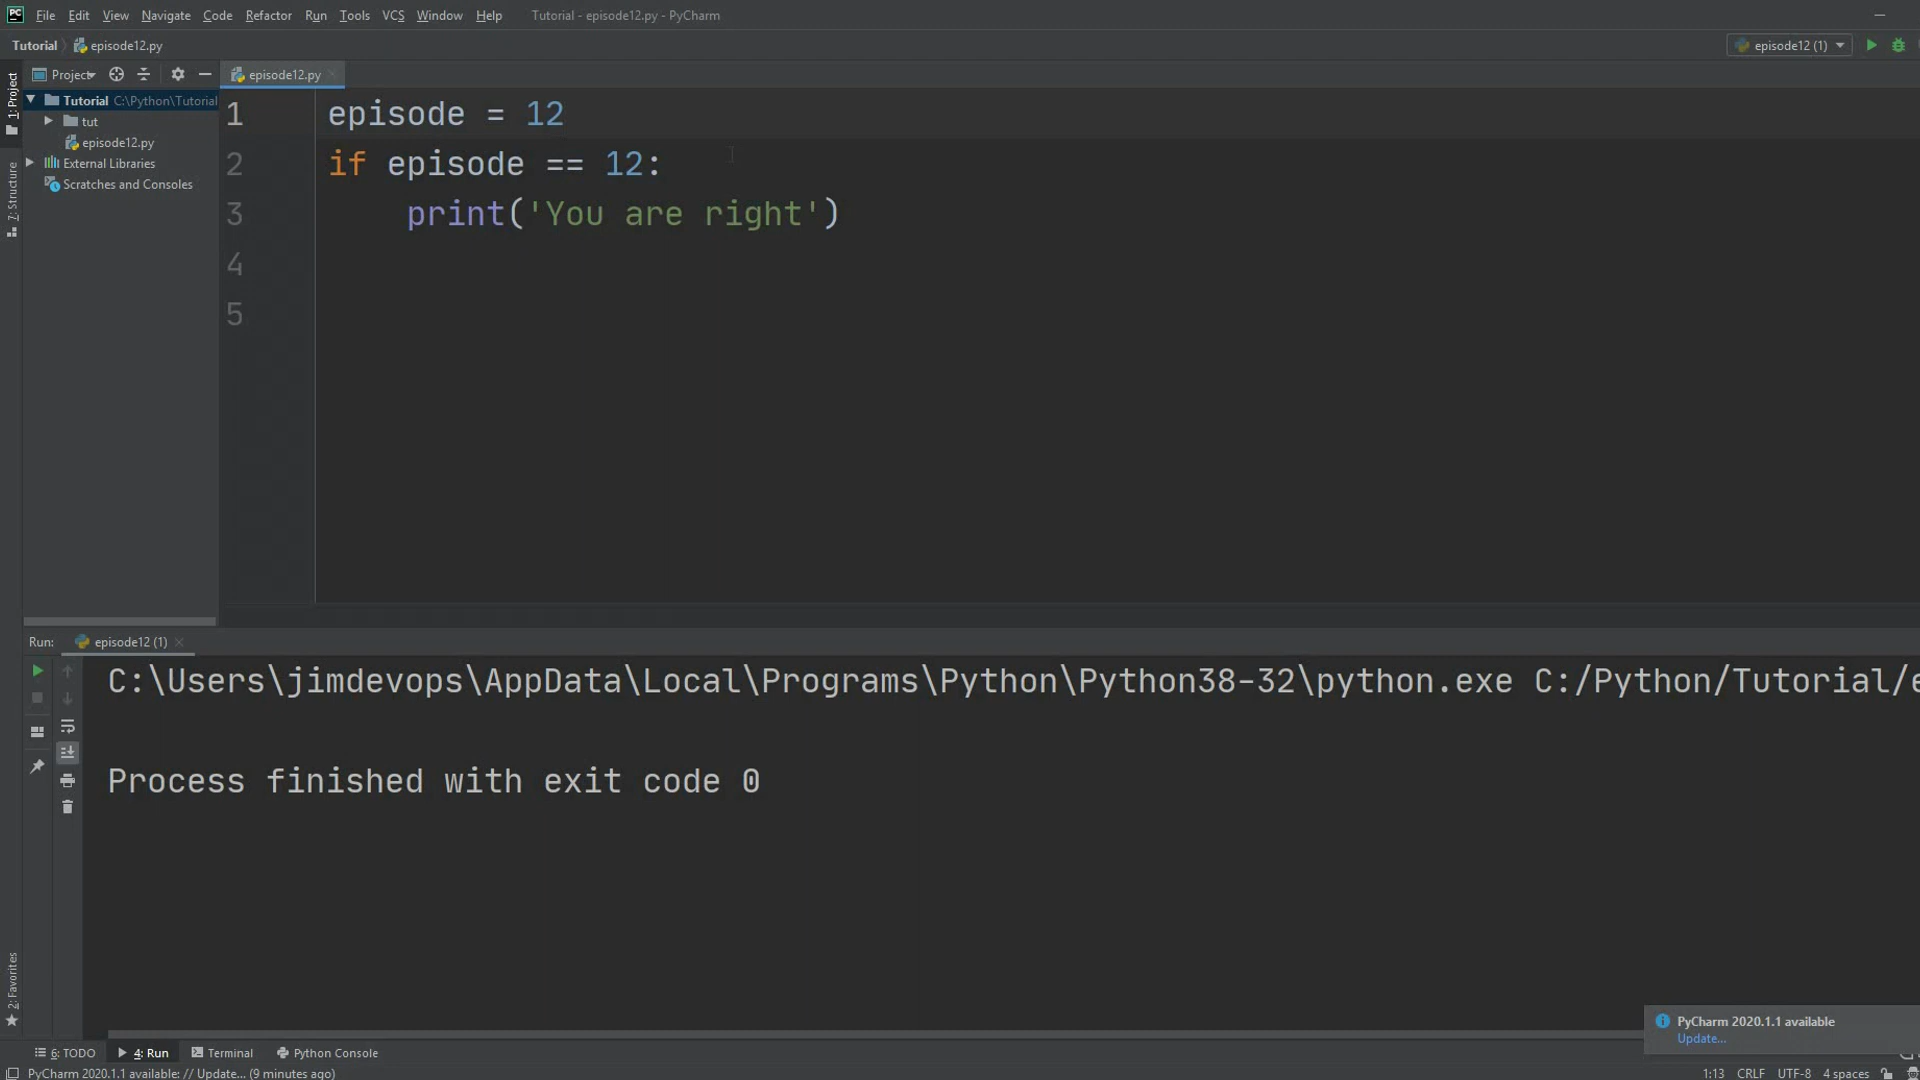 PC File Edit View Navigate Code Refactor Run Tools VCS Window Help Tutorial - episode12.py - PyCharm
Tutorial episode12.py episode12 (1)
Project episode12.py
1: Project
Tutorial C:\Python\Tutorial
tut
episode12.py
External Libraries
Scratches and Consoles
7: Structure
1 episode = 12
2 if episode == 12:
3 print('You are right')
4
5
Run: episode12 (1)
C:\Users\jimdevops\AppData\Local\Programs\Python\Python38-32\python.exe C:/Python/Tutorial/e
Process finished with exit code 0
2: Favorites
PyCharm 2020.1.1 available
Update...
6: TODO 4: Run Terminal Python Console
PyCharm 2020.1.1 available: // Update... (9 minutes ago) 1:13 CRLF UTF-8 4 spaces